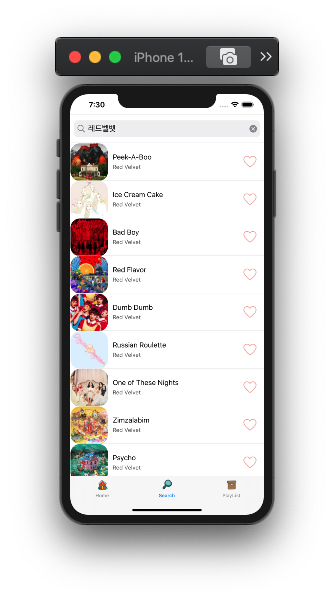 iPhone 1...
7:30
레드벨벳
Peek-A-Boo
Red Velvet
Ice Cream Cake
Red Velvet
Bad Boy
Red Velvet
Red Flavor
Red Velvet
Dumb Dumb
Red Velvet
Russian Roulette
Red Velvet
One of These Nights
Red Velvet
Zimzalabim
Red Velvet
Psycho
Red Velvet
Home
Search
PlayList